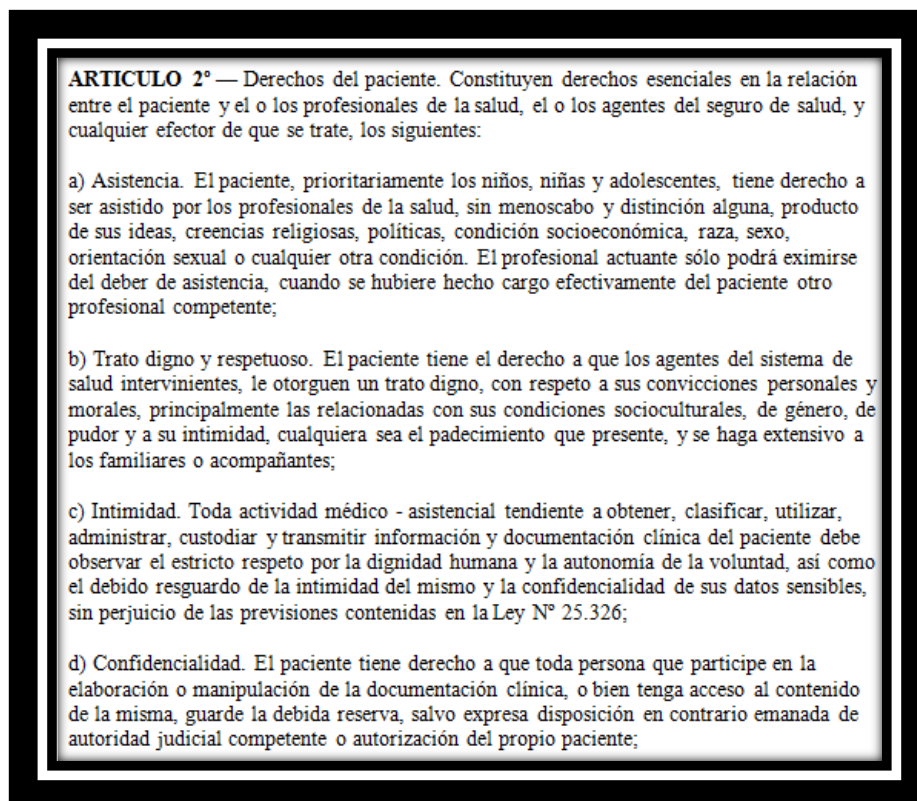 ARTICULO 2° — Derechos del paciente. Constituyen derechos esenciales en la relación
entre el paciente y el o los profesionales de la salud, el o los agentes del seguro de salud, y
cualquier efector de que se trate, los siguientes:
a) Asistencia. El paciente, prioritariamente los niños, niñas y adolescentes, tiene derecho a
ser asistido por los profesionales de la salud, sin menoscabo y distinción alguna, producto
de sus ideas, creencias religiosas, políticas, condición socioeconómica, raza, sexo,
orientación sexual o cualquier otra condición. El profesional actuante sólo podrá eximirse
del deber de asistencia, cuando se hubiere hecho cargo efectivamente del paciente otro
profesional competente;
b) Trato digno y respetuoso. El paciente tiene el derecho a que los agentes del sistema de
salud intervinientes, le otorguen un trato digno, con respeto a sus convicciones personales y
morales, principalmente las relacionadas con sus condiciones socioculturales, de género, de
pudor y a su intimidad, cualquiera sea el padecimiento que presente, y se haga extensivo a
los familiares o acompañantes;
c) Intimidad. Toda actividad médico - asistencial tendiente a obtener, clasificar, utilizar,
administrar, custodiar y transmitir información y documentación clínica del paciente debe
observar el estricto respeto por la dignidad humana y la autonomía de la voluntad, así como
el debido resguardo de la intimidad del mismo y la confidencialidad de sus datos sensibles,
sin perjuicio de las previsiones contenidas en la Ley N° 25.326;
d) Confidencialidad. El paciente tiene derecho a que toda persona que participe en la
elaboración o manipulación de la documentación clínica, o bien tenga acceso al contenido
de la misma, guarde la debida reserva, salvo expresa disposición en contrario emanada de
autoridad judicial competente o autorización del propio paciente;